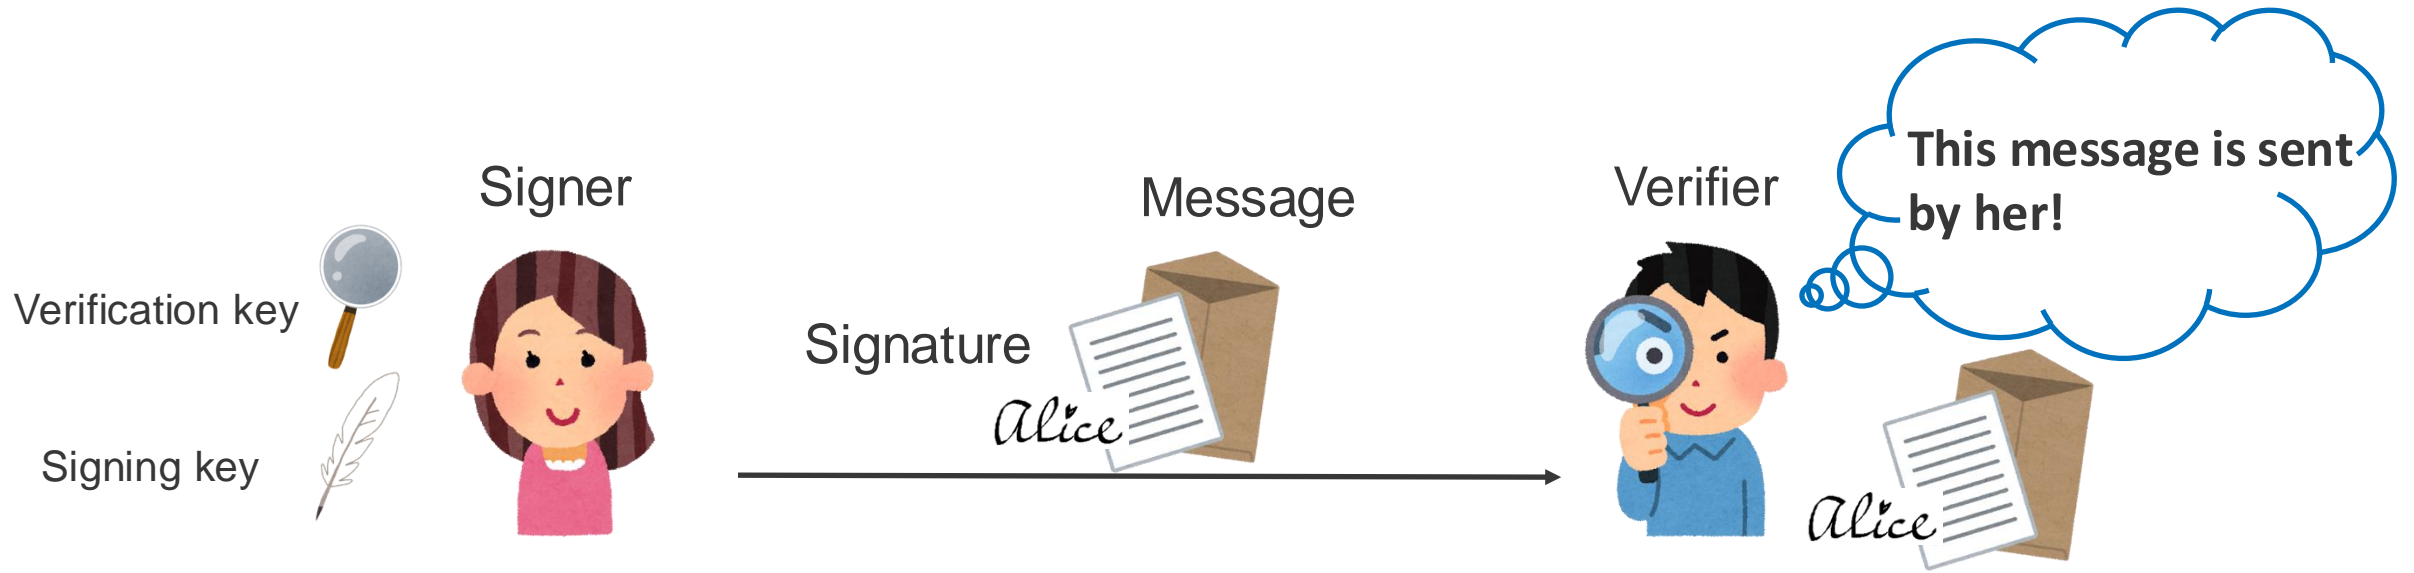 Signer
Verification key
Signing key
Message
Signature
Alice
Verifier
This message is sent
by her!
Alice